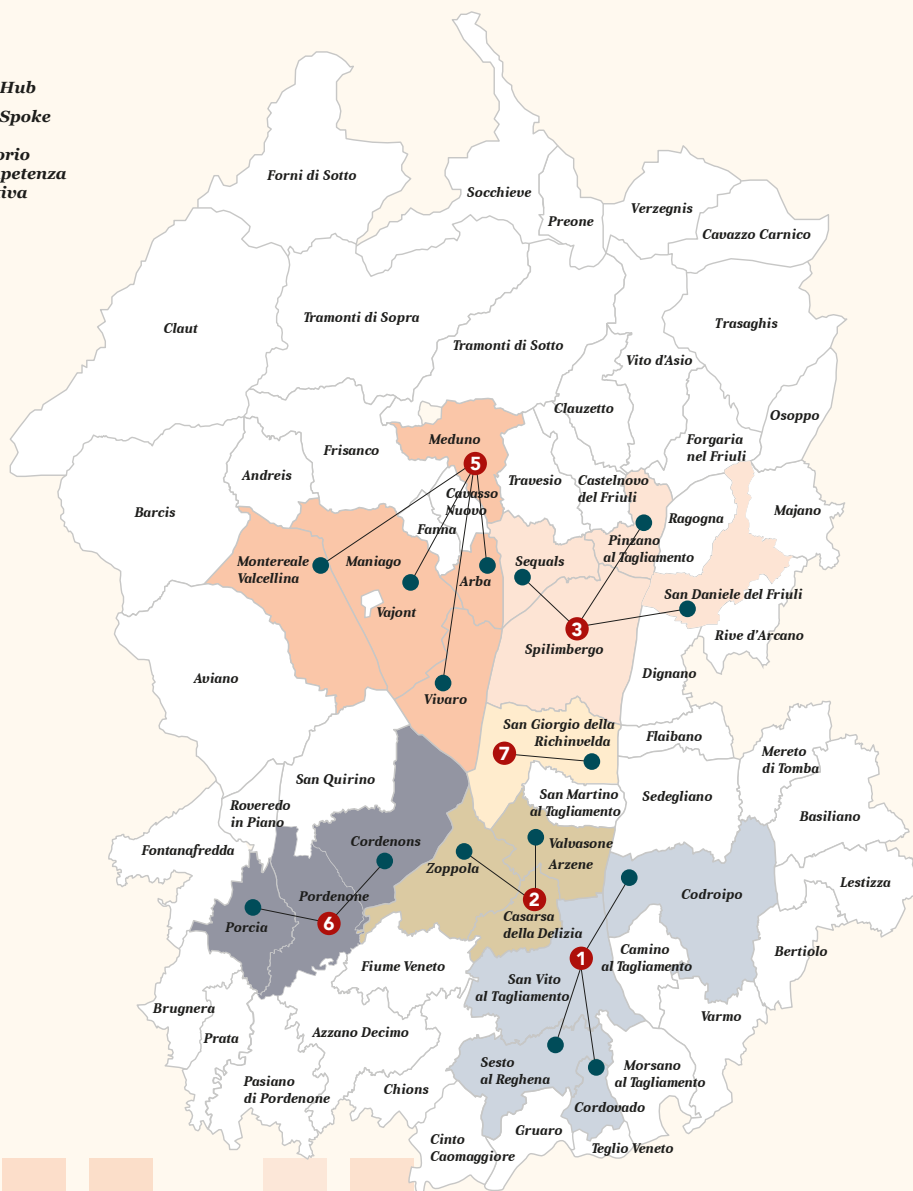 Hub
Spoke
orio
petenza
iva
Forni di Sotto
Socchieve
Preone
Verzegnis
Cavazzo Carnico
Claut
Tramonti di Sopra
Tramonti di Sotto
Vito d'Asio
Trasaghis
Clauzetto
Osoppo
Meduno
Forgaria
nel Friuli
Frisanco
Andreis
5
Travesio
Castelnovo
del Friuli
Cavasso
Nuovo
Barcis
Fanna
Ragogna
Majano
Pinzano
al Tagliamento
Montereale
Valcellina
Maniago
Arba
Sequals
San Daniele del Friuli
Vajont
3
Spilimbergo
Rive d'Arcano
Aviano
Vivaro
Dignano
San Giorgio della
Richinvelda
7
Flaibano
Mereto
di Tomba
San Quirino
San Martino
al Tagliamento
Sedegliano
Roveredo
in Piano
Basiliano
Fontanafredda
Cordenons
Zoppola
Valvasone
Arzene
Lestizza
Pordenone
Codroipo
2
Casarsa
della Delizia
Porcia
6
1
Camino
al Tagliamento
Bertiolo
Fiume Veneto
San Vito
al Tagliamento
Brugnera
Varmo
Prata
Azzano Decimo
Sesto
al Reghena
Morsano
al Tagliamento
Pasiano
di Pordenone
Chions
Cordovado
Gruaro
Cinto
Caomaggiore
Teglio Veneto